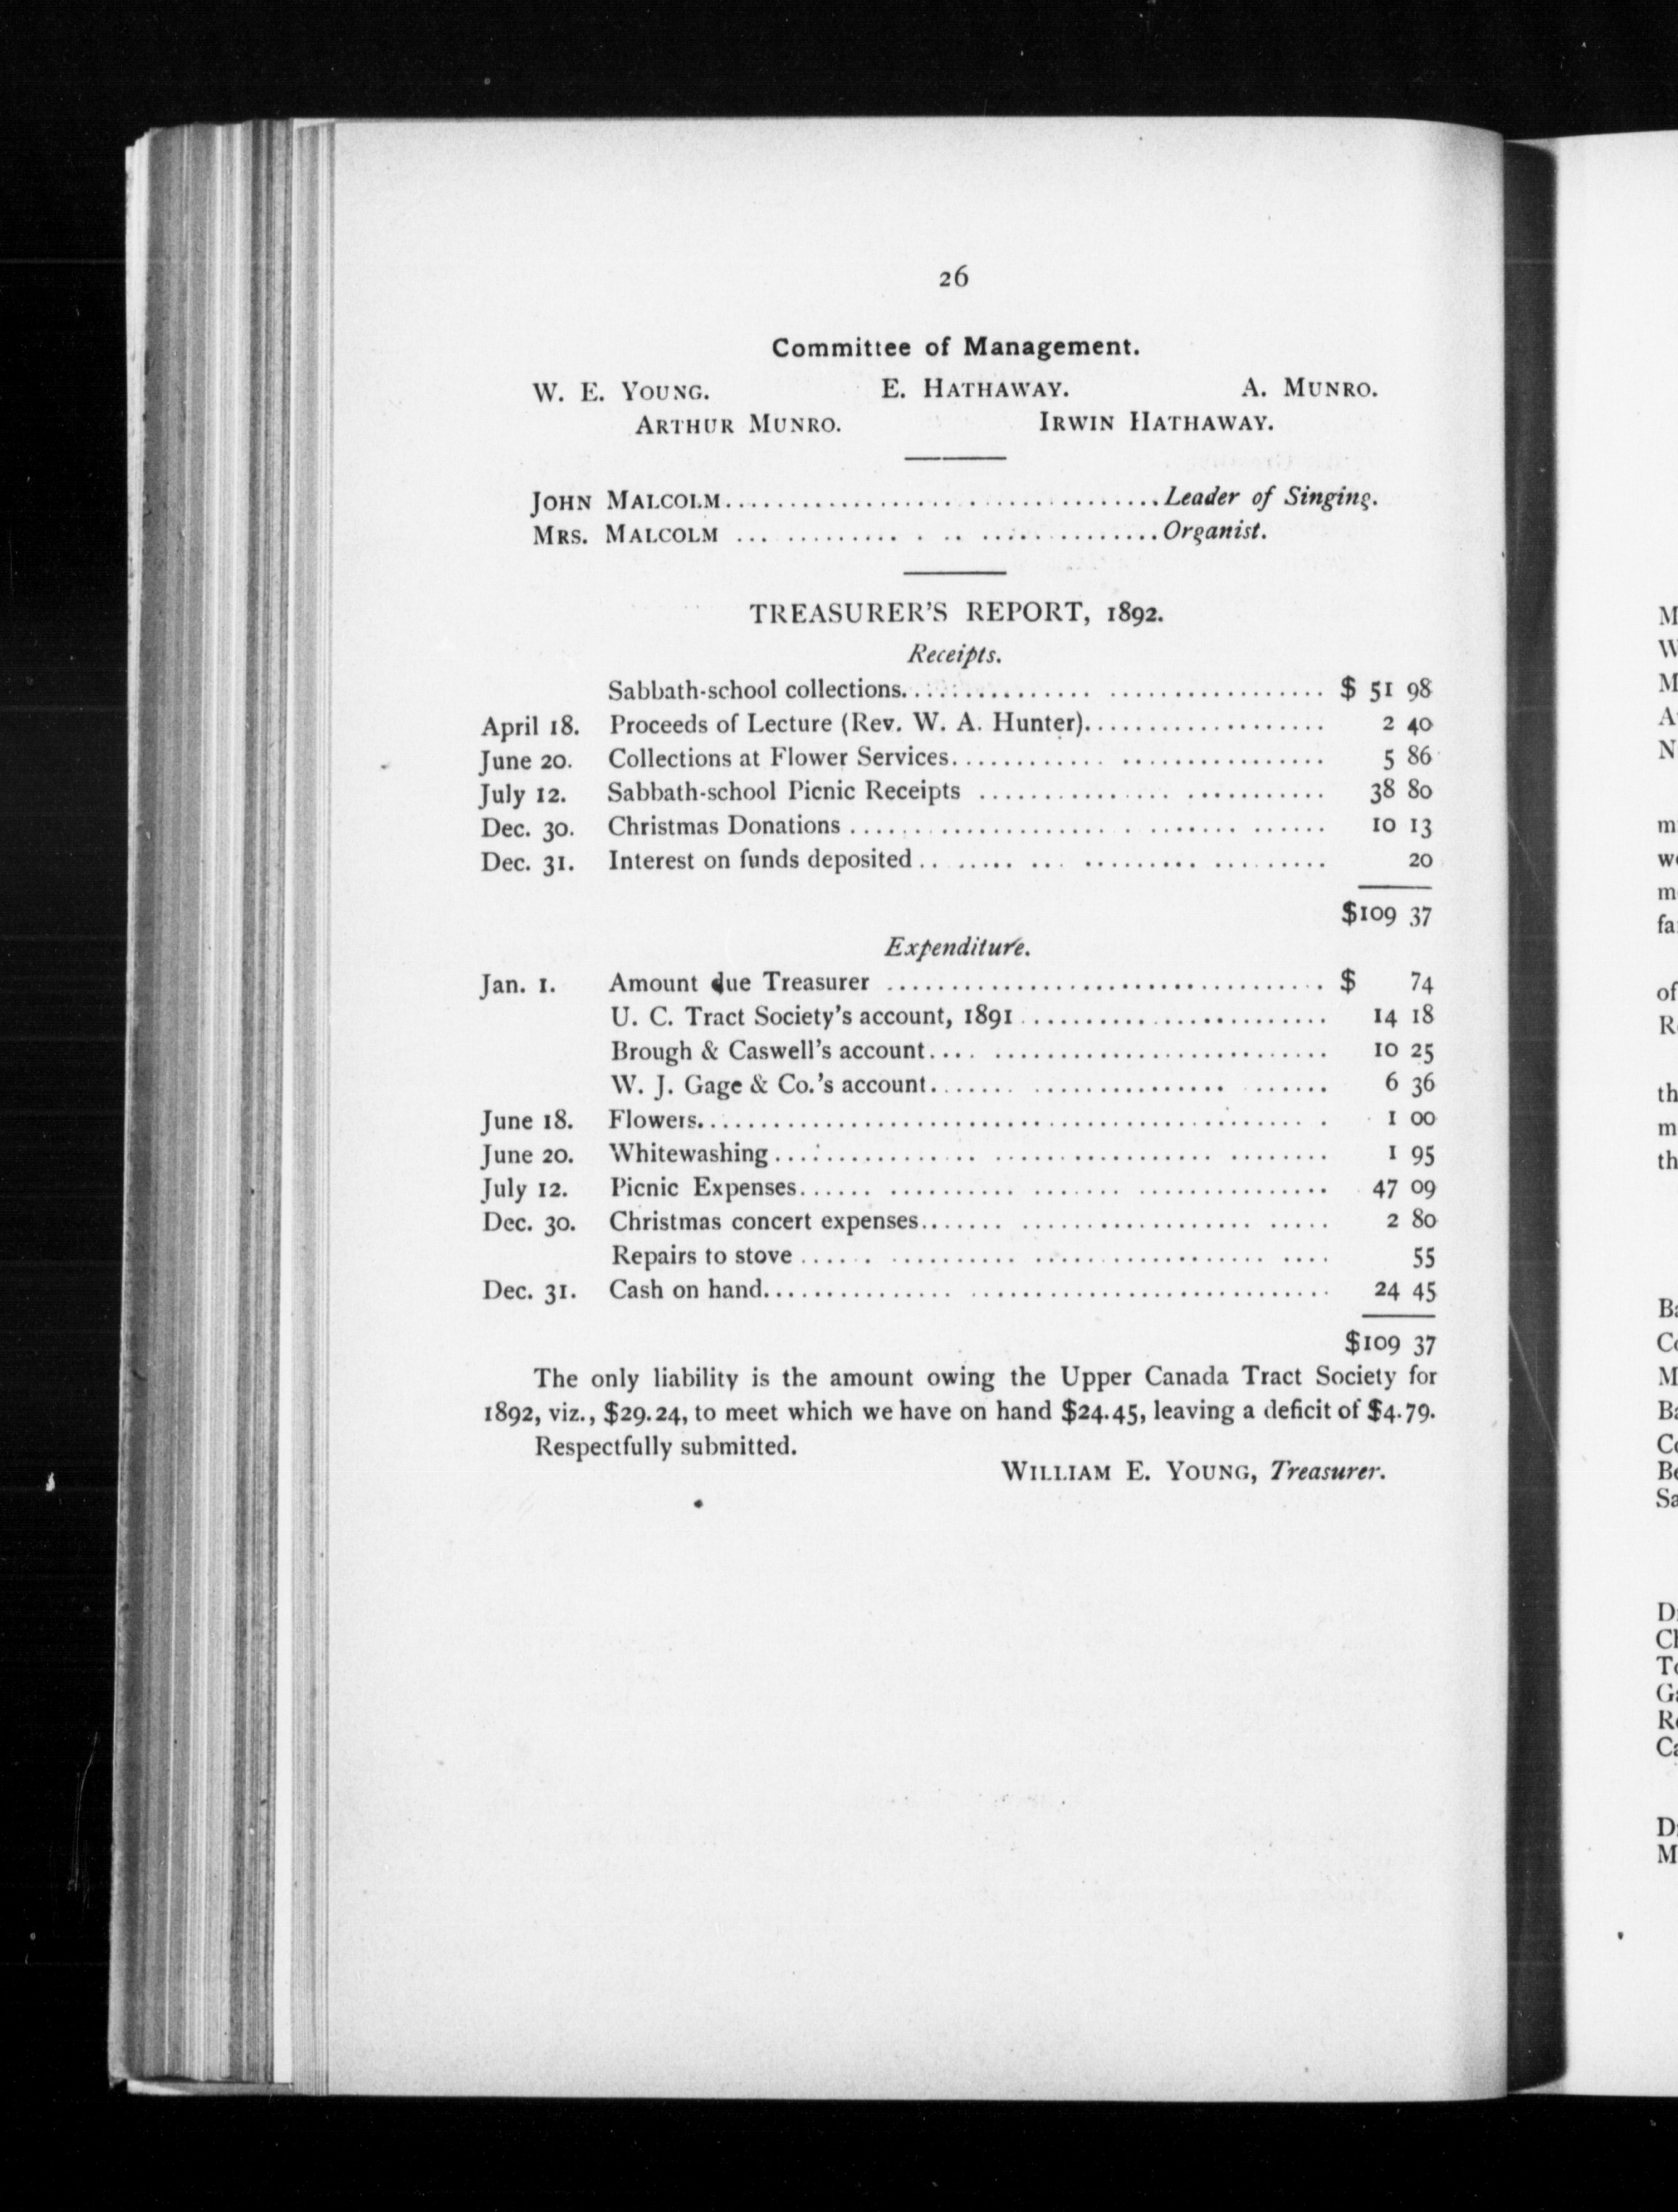 26
Committee of Management.
W. E. YOUNG. E. HATHAWAY. A. MUNRO.
ARTHUR MUNRO. IRWIN HATHAWAY.
JOHN MALCOLM................................Leader of Singing.
MRS. MALCOLM ................................Organist.
TREASURER'S REPORT, 1892.
Receipts.
Sabbath-school collections................................ $ 51 98
April 18. Proceeds of Lecture (Rev. W. A. Hunter).................... 2 40
June 20. Collections at Flower Services............................ 5 86
July 12. Sabbath-school Picnic Receipts .......................... 38 80
Dec. 30. Christmas Donations .................................... 10 13
Dec. 31. Interest on funds deposited .............................. 20
$109 37
Expenditure.
Jan. 1. Amount due Treasurer .................................. $ 74
U. C. Tract Society's account, 1891 ........................ 14 18
Brough & Caswell's account.............................. 10 25
W. J. Gage & Co.'s account.............................. 6 36
June 18. Flowers................................................ 1 00
June 20. Whitewashing.......................................... 1 95
July 12. Picnic Expenses........................................ 47 09
Dec. 30. Christmas concert expenses.............................. 2 80
Repairs to stove ........................................ 55
Dec. 31. Cash on hand.......................................... 24 45
$109 37
The only liability is the amount owing the Upper Canada Tract Society for
1892, viz., $29.24, to meet which we have on hand $24.45, leaving a deficit of $4.79.
Respectfully submitted.
WILLIAM E. YOUNG, Treasurer.